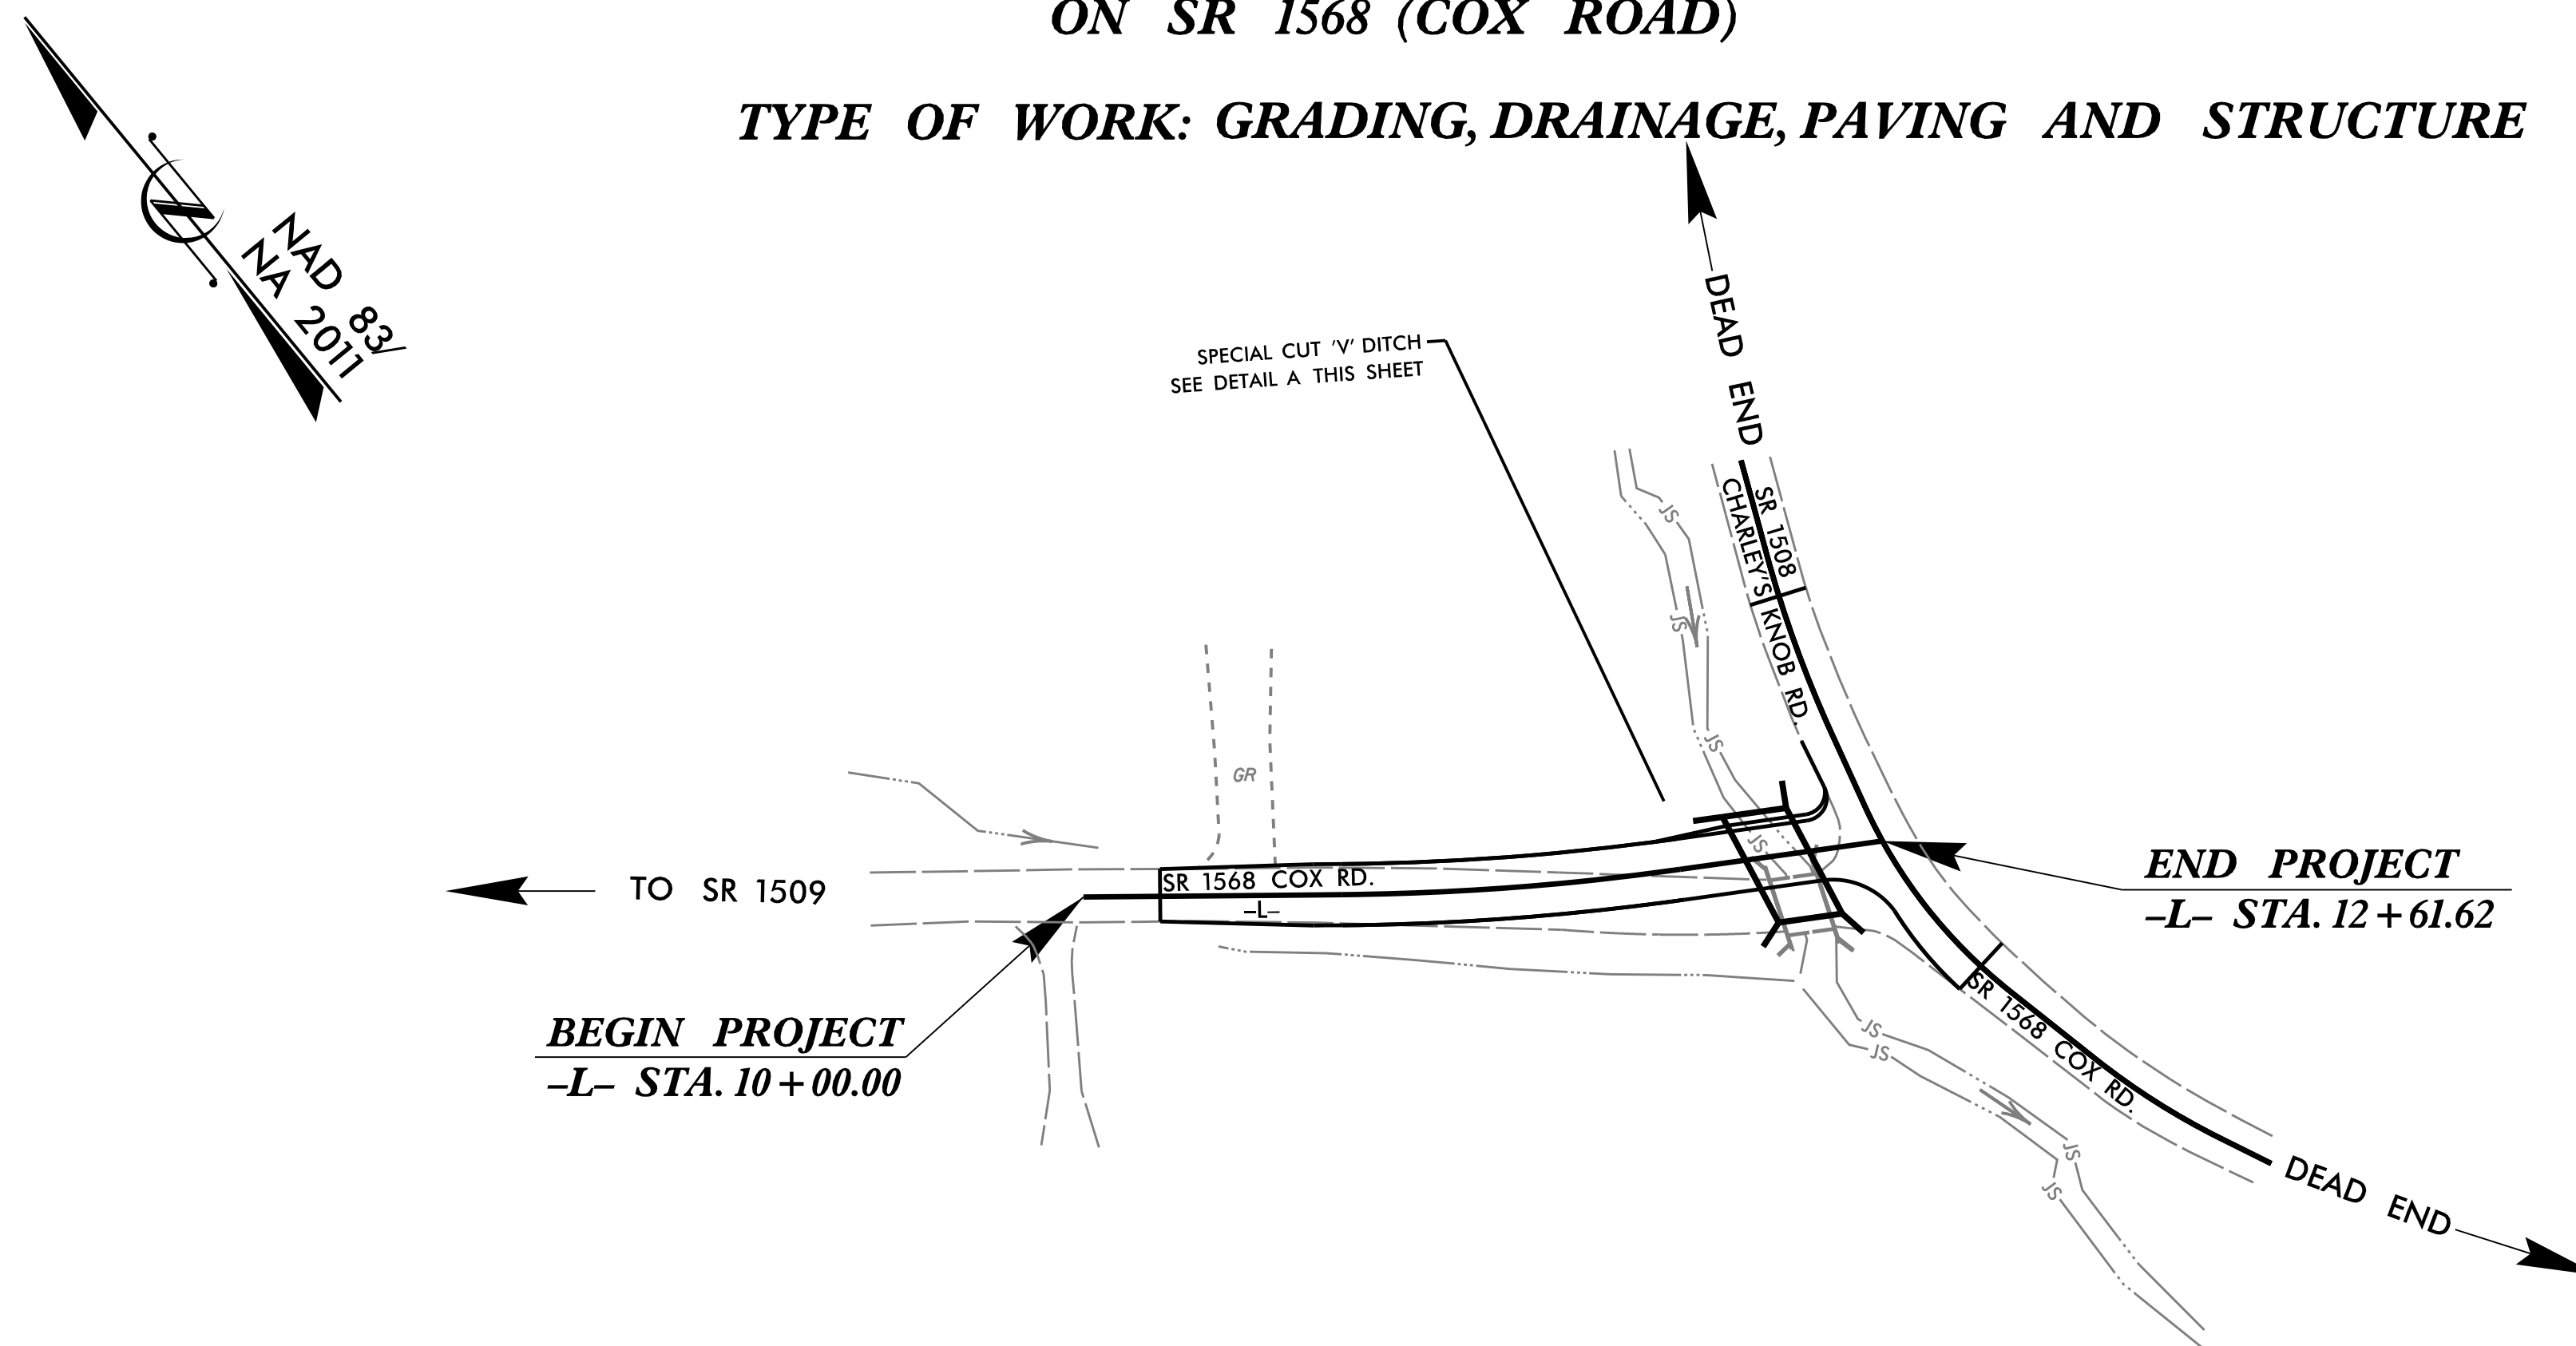 ON SR 1568 (COX ROAD)
TYPE OF WORK: GRADING, DRAINAGE, PAVING AND STRUCTURE
N
NAD 83/
NA 2011
DEAD END
SPECIAL CUT 'V' DITCH
SEE DETAIL A THIS SHEET
SR 1508
CHARLEY'S KNOB RD.
JS
JS
JS
JS
GR
TO SR 1509
SR 1568 COX RD.
-L-
END PROJECT
-L- STA. 12+61.62
BEGIN PROJECT
-L- STA. 10+00.00
SR 1568 COX RD.
JS
JS
JS
JS
DEAD END